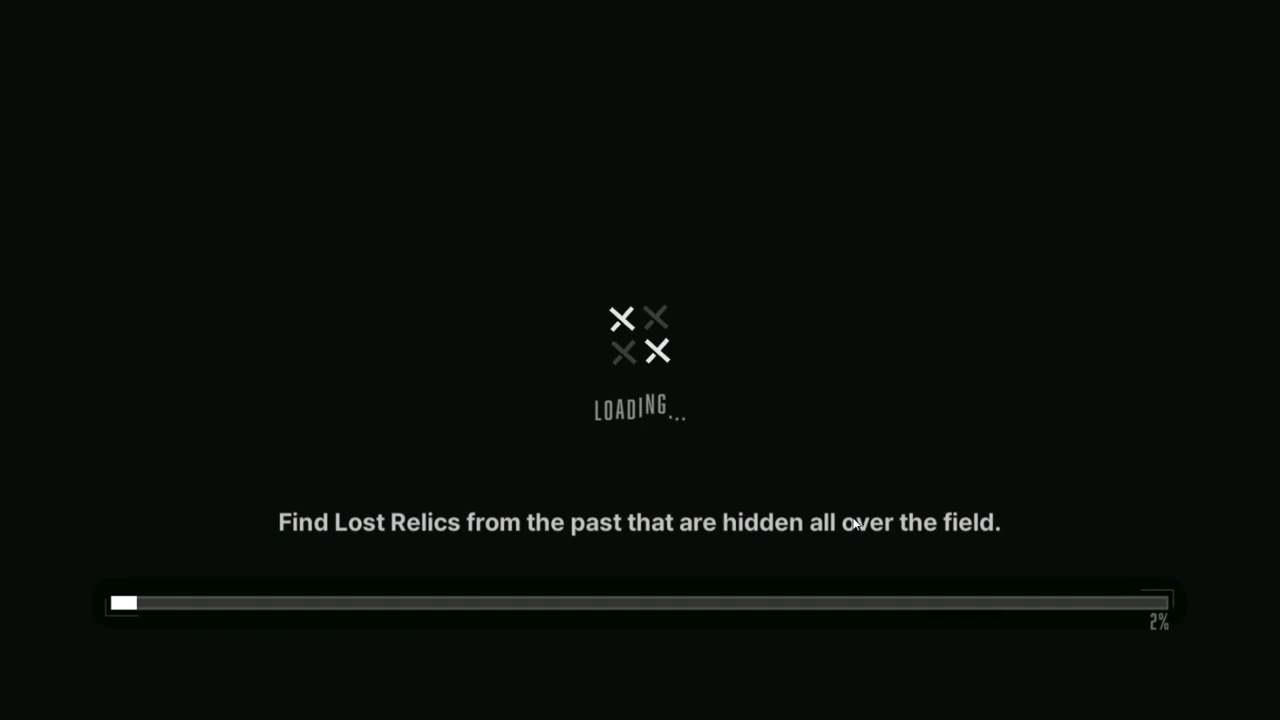 LOADING...
Find Lost Relics from the past that are hidden all over the field.
2%